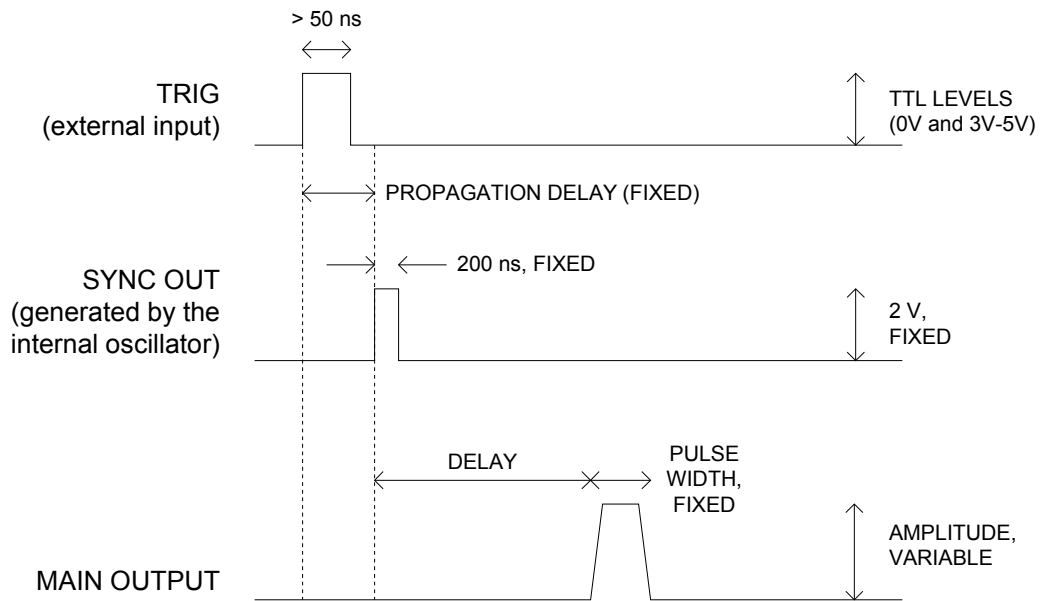 > 50 ns
TRIG
(external input)
TTL LEVELS
(0V and 3V-5V)
PROPAGATION DELAY (FIXED)
200 ns, FIXED
SYNC OUT
(generated by the
internal oscillator)
2 V,
FIXED
DELAY
PULSE
WIDTH,
FIXED
AMPLITUDE,
VARIABLE
MAIN OUTPUT